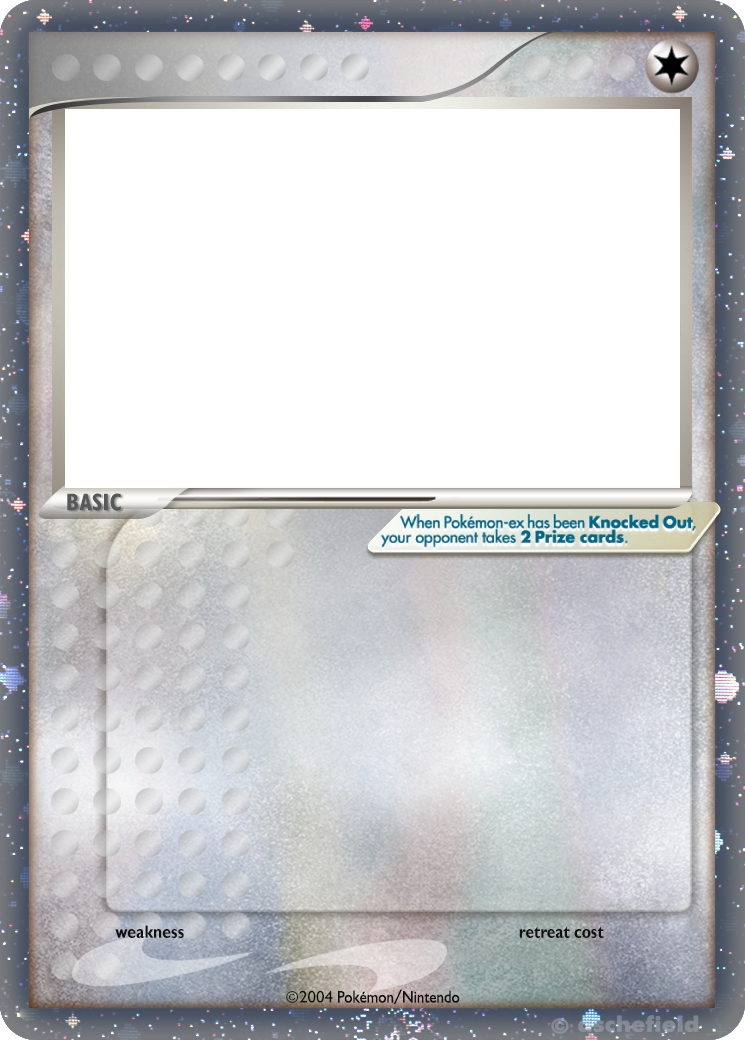 BASIC
When Pokémon-ex has been Knocked Out,
your opponent takes 2 Prize cards.
weakness
retreat cost
©2004 Pokémon/Nintendo
© aschefield